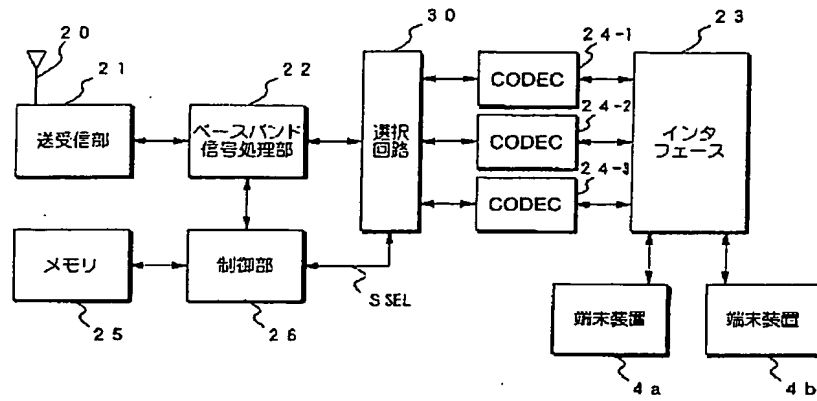 20
21
22
30
24-1
23
送受信部
ベースバンド
信号処理部
選択
回路
CODEC
24-2
CODEC
24-3
CODEC
インタ
フェース
メモリ
制御部
S SEL
25
26
端末装置
端末装置
4a
4b